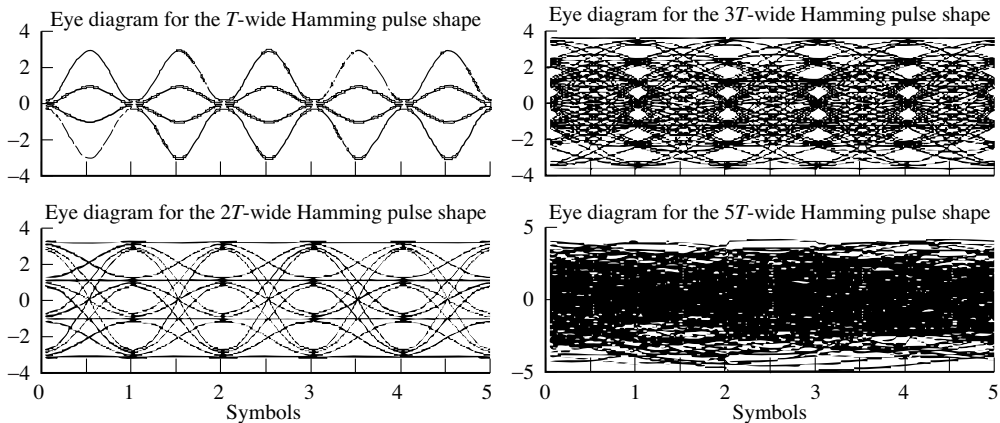 Eye diagram for the T-wide Hamming pulse shape
4
2
0
−2
−4
Eye diagram for the 2T-wide Hamming pulse shape
4
2
0
−2
−4
0 1 2 3 4 5
Symbols
Eye diagram for the 3T-wide Hamming pulse shape
4
2
0
−2
−4
Eye diagram for the 5T-wide Hamming pulse shape
5
0
−5
0 1 2 3 4 5
Symbols